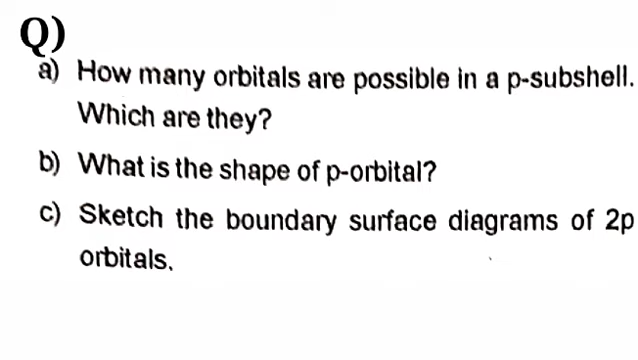 Q)
a) How many orbitals are possible in a p-subshell.
Which are they?
b) What is the shape of p-orbital?
c) Sketch the boundary surface diagrams of 2p
orbitals.